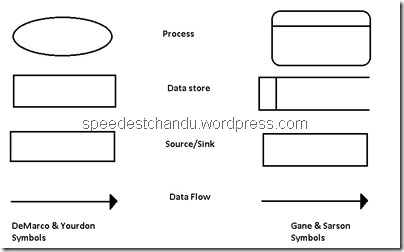 Process
Data store
speedestchandu.wordpress.com
Source/Sink
Data Flow
DeMarco & Yourdon
Symbols
Gane & Sarson
Symbols